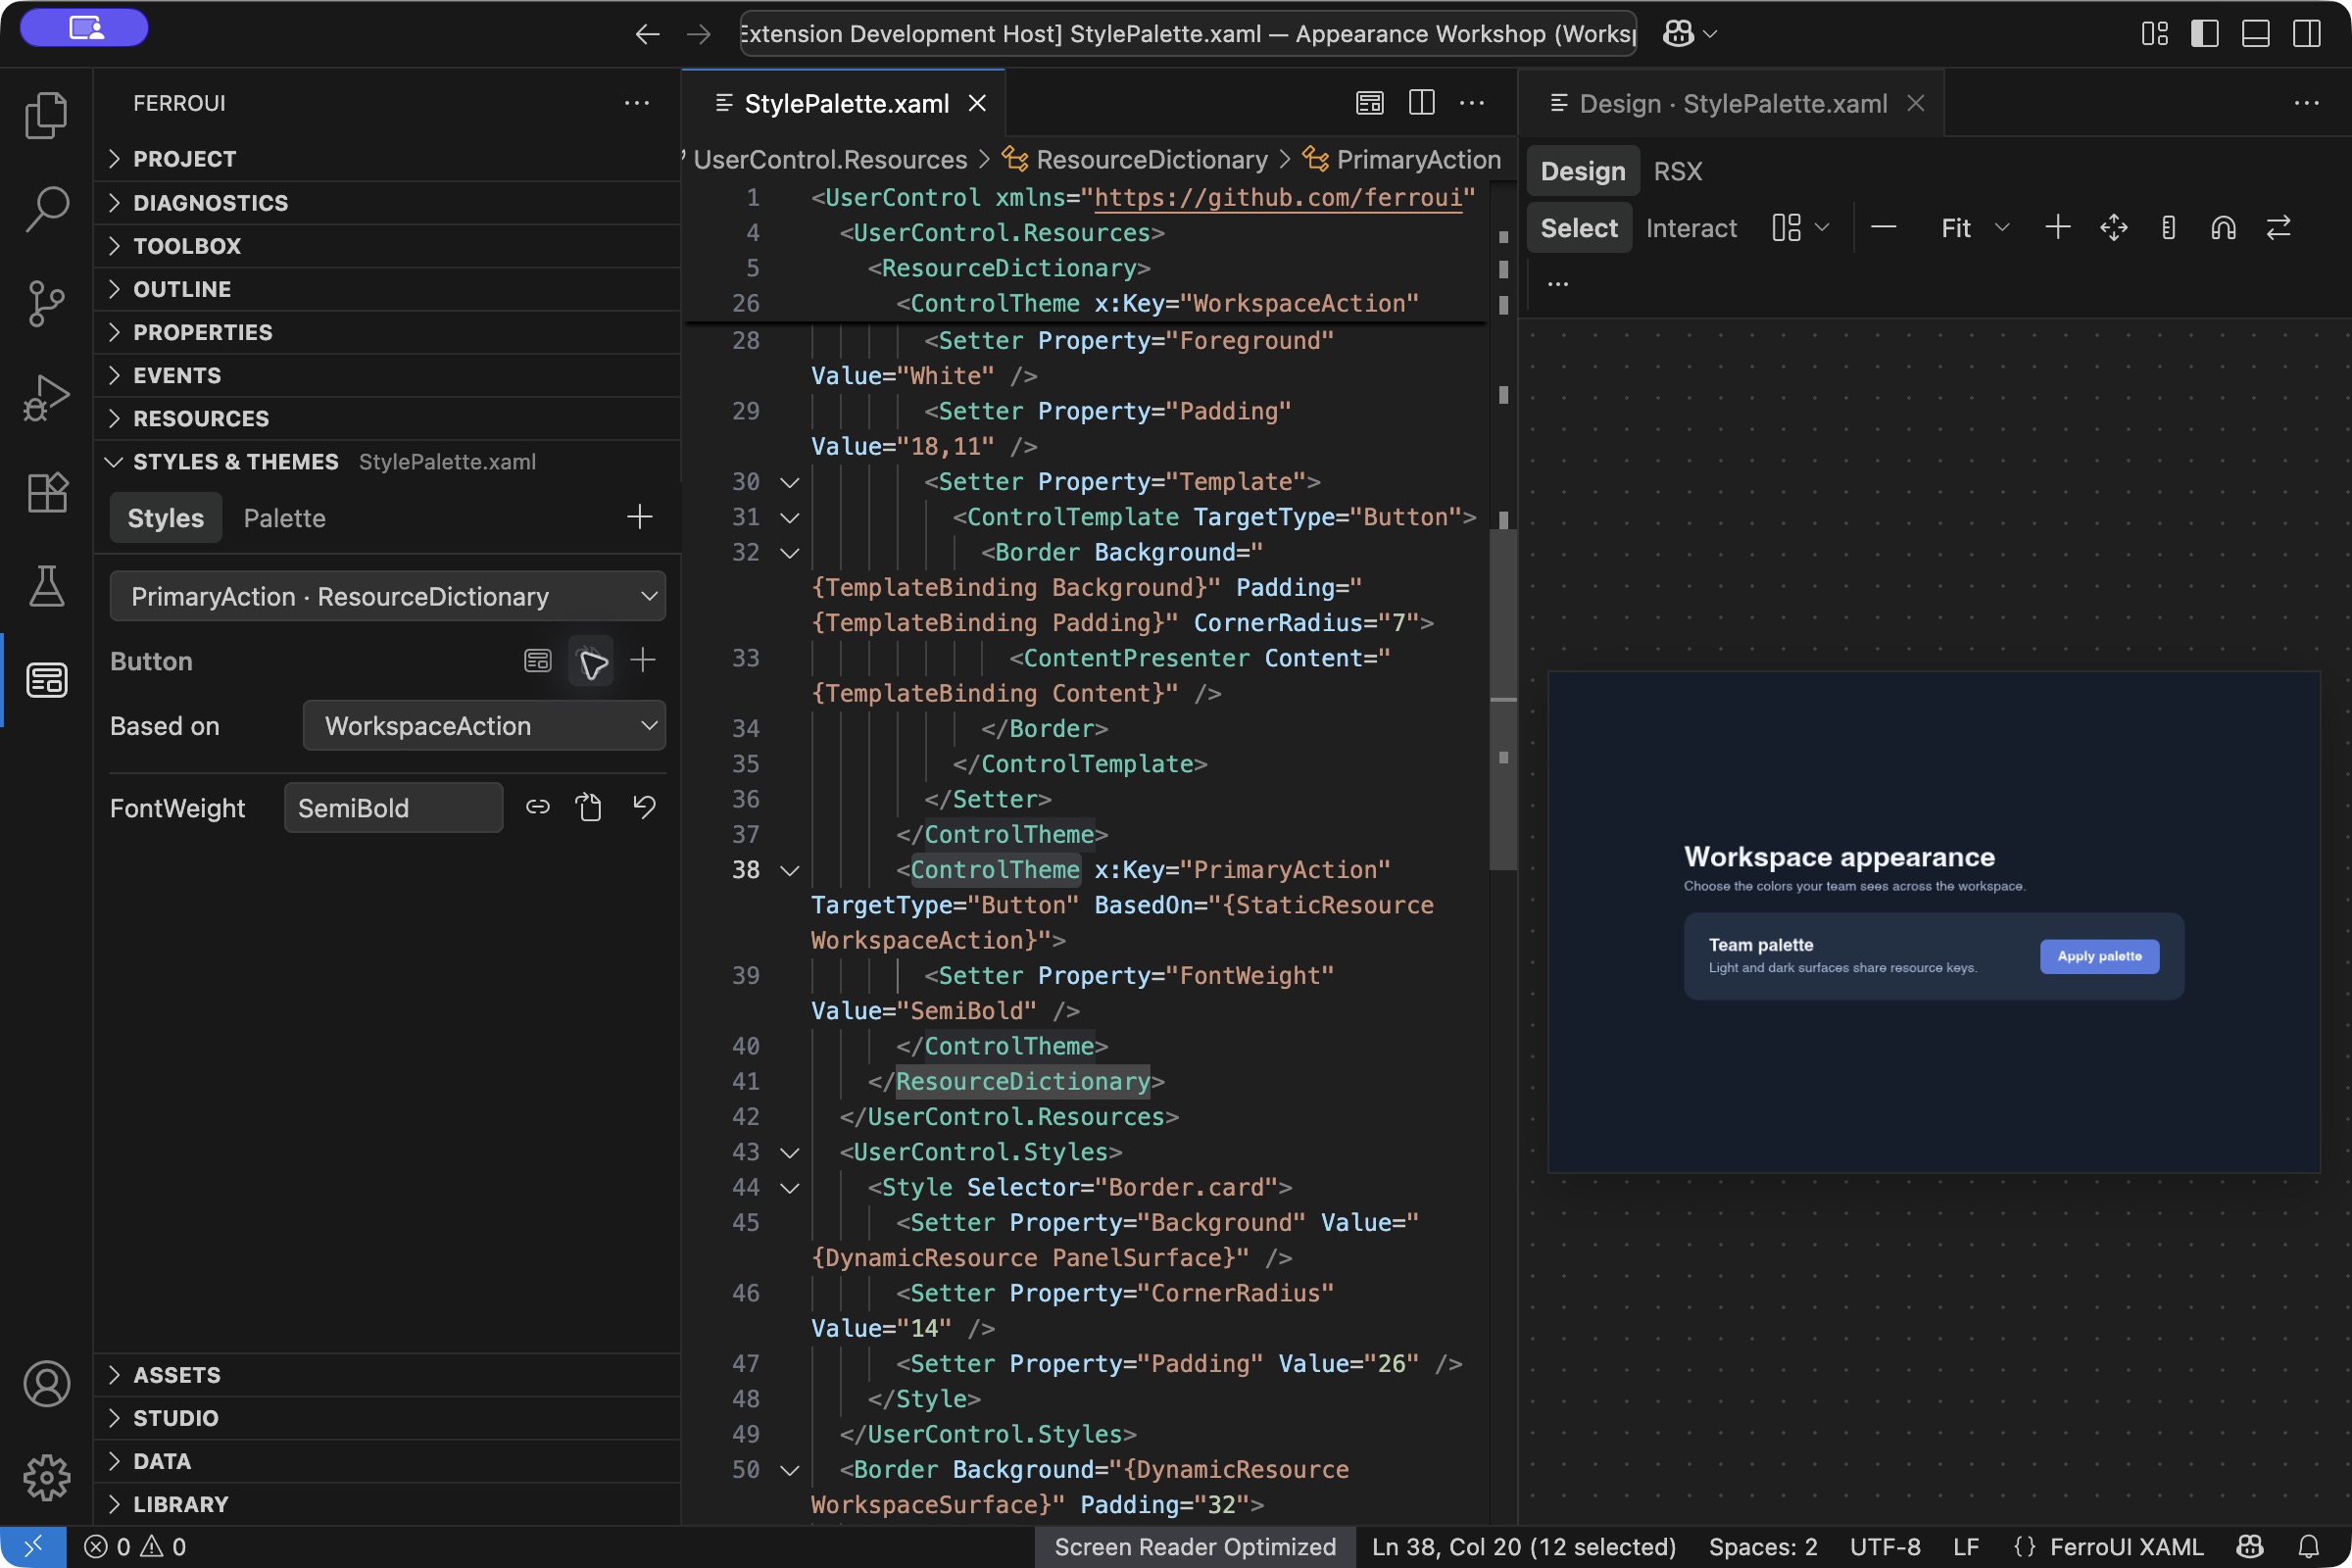 Extension Development Host] StylePalette.xaml — Appearance Workshop (Works
FERROUI
PROJECT
DIAGNOSTICS
TOOLBOX
OUTLINE
PROPERTIES
EVENTS
RESOURCES
STYLES & THEMES StylePalette.xaml
Styles Palette
PrimaryAction · ResourceDictionary
Button
Based on WorkspaceAction
FontWeight SemiBold
ASSETS
STUDIO
DATA
LIBRARY
StylePalette.xaml
UserControl.Resources > ResourceDictionary > PrimaryAction
1 <UserControl xmlns="https://github.com/ferroui"
4 <UserControl.Resources>
5 <ResourceDictionary>
26 <ControlTheme x:Key="WorkspaceAction"
28 <Setter Property="Foreground"
Value="White" />
29 <Setter Property="Padding"
Value="18,11" />
30 <Setter Property="Template">
31 <ControlTemplate TargetType="Button">
32 <Border Background="
{TemplateBinding Background}" Padding="
{TemplateBinding Padding}" CornerRadius="7">
33 <ContentPresenter Content="
{TemplateBinding Content}" />
34 </Border>
35 </ControlTemplate>
36 </Setter>
37 </ControlTheme>
38 <ControlTheme x:Key="PrimaryAction"
TargetType="Button" BasedOn="{StaticResource
WorkspaceAction}">
39 <Setter Property="FontWeight"
Value="SemiBold" />
40 </ControlTheme>
41 </ResourceDictionary>
42 </UserControl.Resources>
43 <UserControl.Styles>
44 <Style Selector="Border.card">
45 <Setter Property="Background" Value="
{DynamicResource PanelSurface}" />
46 <Setter Property="CornerRadius"
Value="14" />
47 <Setter Property="Padding" Value="26" />
48 </Style>
49 </UserControl.Styles>
50 <Border Background="{DynamicResource
WorkspaceSurface}" Padding="32">
Design · StylePalette.xaml
Design RSX
Select Interact Fit
Workspace appearance
Choose the colors your team sees across the workspace.
Team palette
Light and dark surfaces share resource keys.
Apply palette
0 0 Screen Reader Optimized Ln 38, Col 20 (12 selected) Spaces: 2 UTF-8 LF {} FerroUI XAML